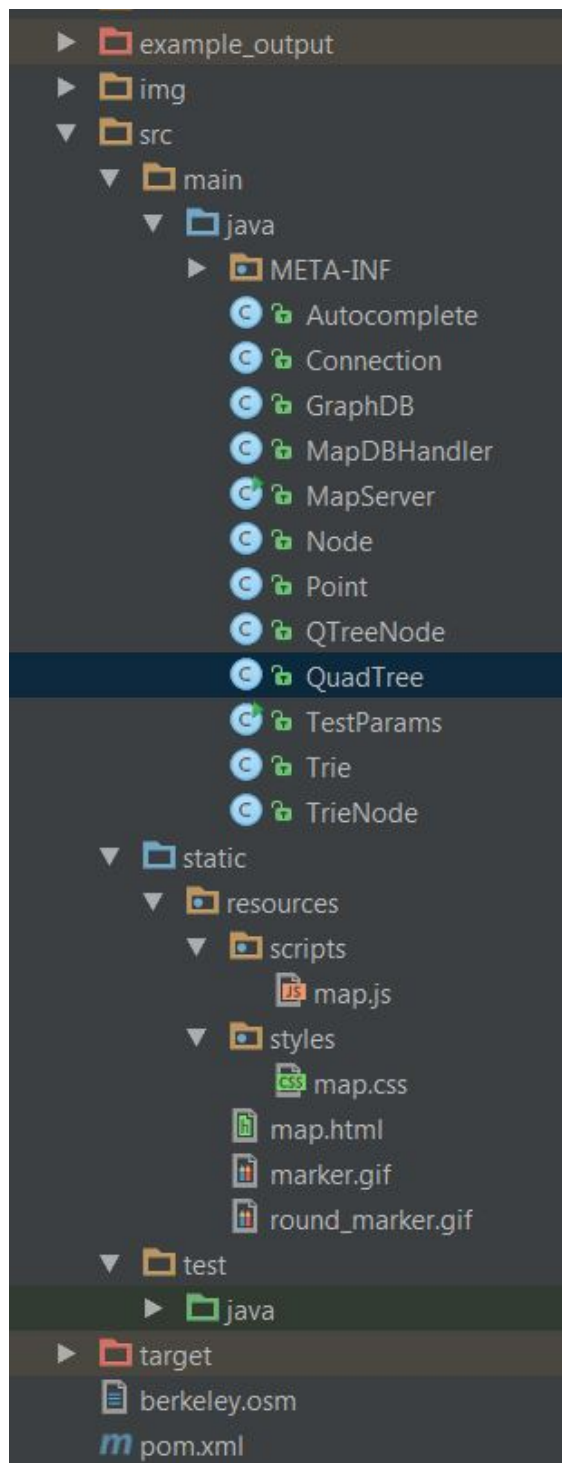 example_output
img
src
main
java
META-INF
Autocomplete
Connection
GraphDB
MapDBHandler
MapServer
Node
Point
QTreeNode
QuadTree
TestParams
Trie
TrieNode
static
resources
scripts
map.js
styles
map.css
map.html
marker.gif
round_marker.gif
test
java
target
berkeley.osm
pom.xml